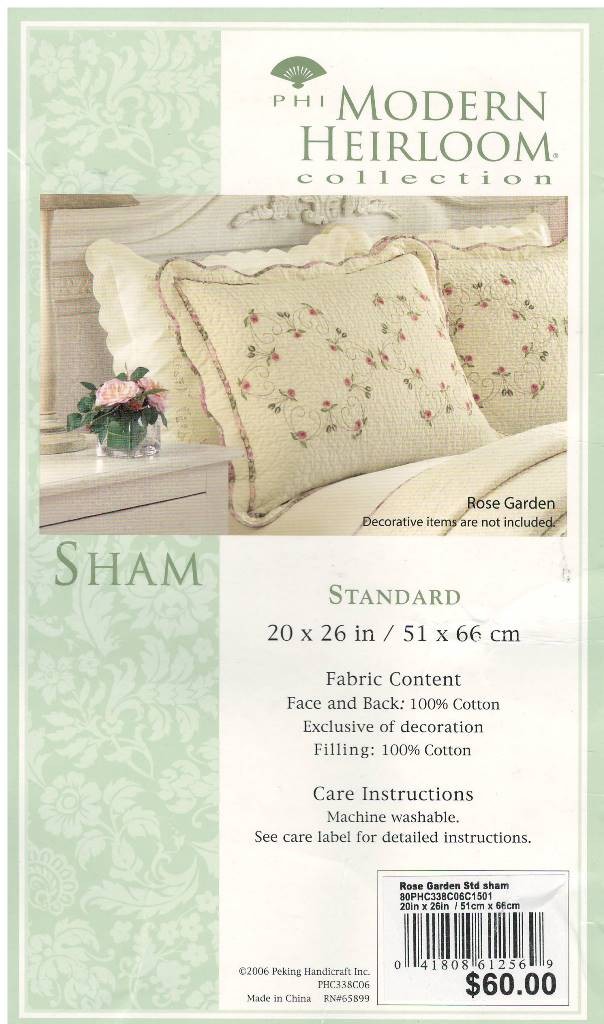 PHI
MODERN
HEIRLOOM®
collection
Rose Garden
Decorative items are not included.
SHAM
STANDARD
20 x 26 in / 51 x 66 cm
Fabric Content
Face and Back: 100% Cotton
Exclusive of decoration
Filling: 100% Cotton
Care Instructions
Machine washable.
See care label for detailed instructions.
Rose Garden Std sham
80PHC338C06C1501
20in x 26in / 51cm x 66cm
0 41808 61256 9
$60.00
©2006 Peking Handicraft Inc.
PHC338C06
Made in China RN#65899